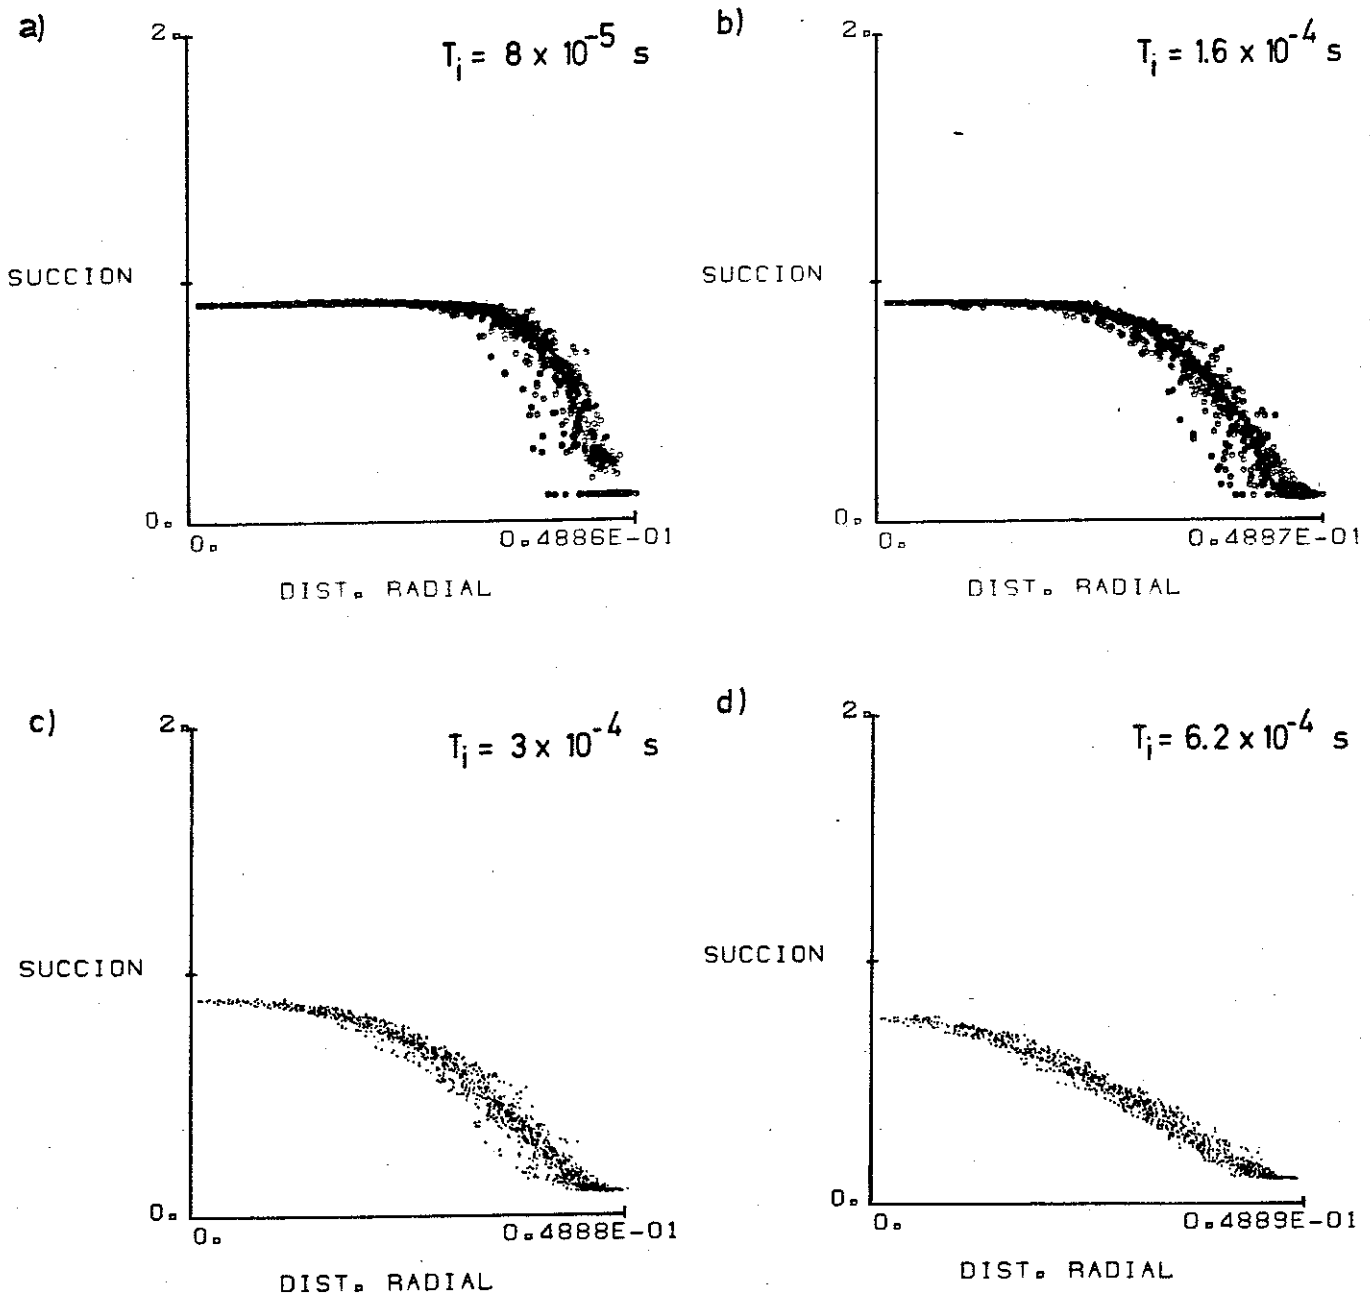 a)
2.
T_i = 8 x 10^-5 s
SUCCION
0.
0.
0.4886E-01
DIST. RADIAL
b)
2.
T_i = 1.6 x 10^-4 s
SUCCION
0.
0.
0.4887E-01
DIST. RADIAL
c)
2.
T_i = 3 x 10^-4 s
SUCCION
0.
0.
0.4888E-01
DIST. RADIAL
d)
2.
T_i = 6.2 x 10^-4 s
SUCCION
0.
0.
0.4889E-01
DIST. RADIAL